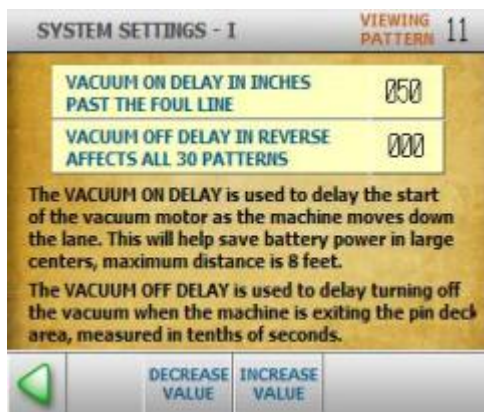 SYSTEM SETTINGS - I
VIEWING
PATTERN 11
VACUUM ON DELAY IN INCHES
PAST THE FOUL LINE
050
VACUUM OFF DELAY IN REVERSE
AFFECTS ALL 30 PATTERNS
000
The VACUUM ON DELAY is used to delay the start
of the vacuum motor as the machine moves down
the lane. This will help save battery power in large
centers, maximum distance is 8 feet.
The VACUUM OFF DELAY is used to delay turning off
the vacuum when the machine is exiting the pin deck
area, measured in tenths of seconds.
DECREASE
VALUE
INCREASE
VALUE